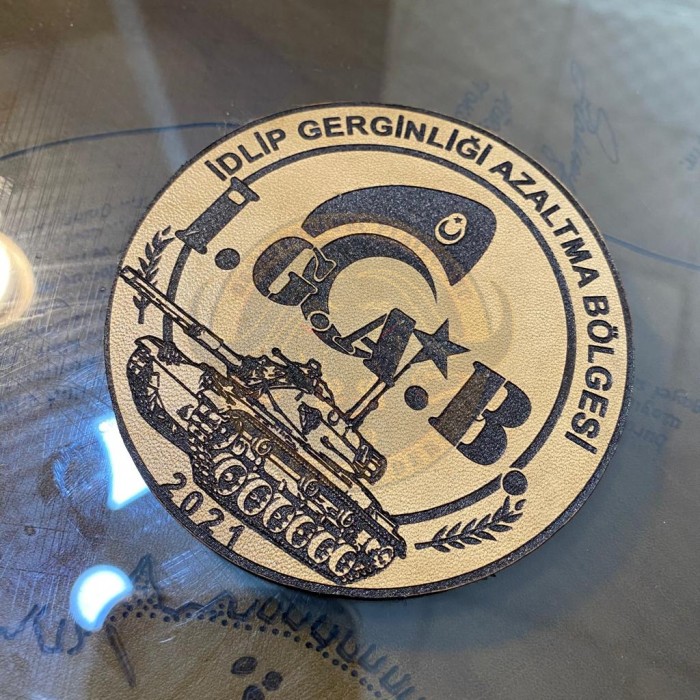 İDLİP GERGİNLİĞİ AZALTMA BÖLGESİ
G.A.B
2021